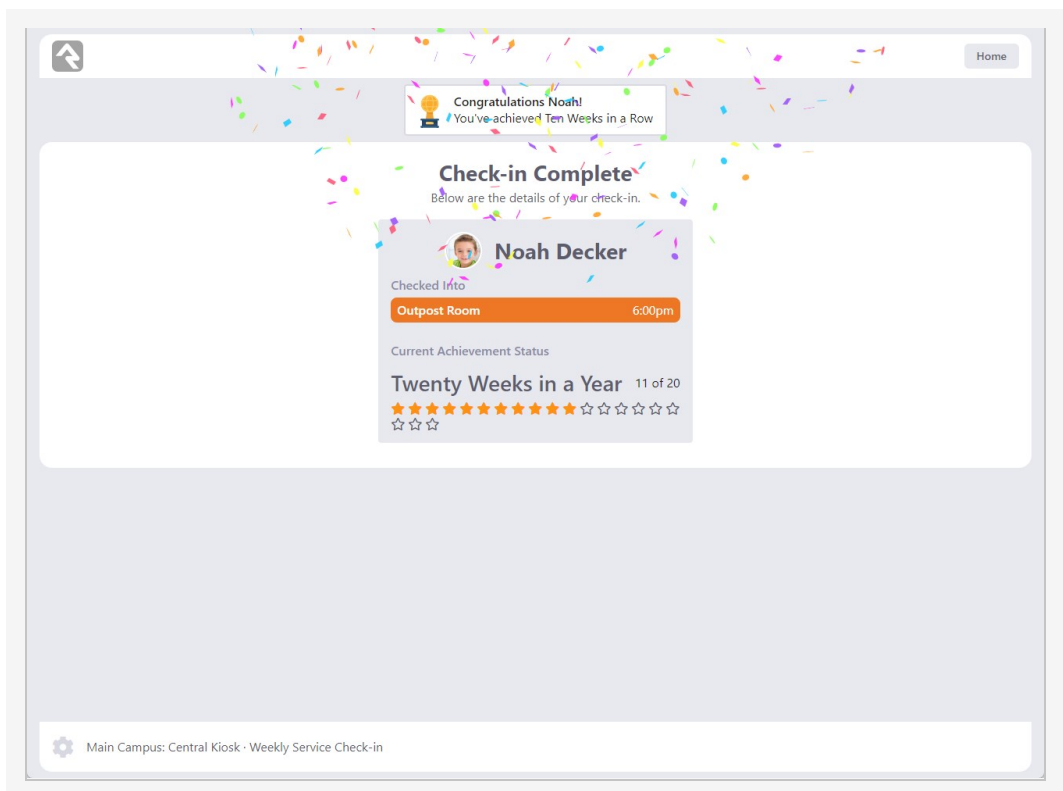 Home
Congratulations Noah!
You've achieved Ten Weeks in a Row
Check-in Complete
Below are the details of your check-in.
Noah Decker
Checked Into
Outpost Room 6:00pm
Current Achievement Status
Twenty Weeks in a Year 11 of 20
Main Campus: Central Kiosk · Weekly Service Check-in